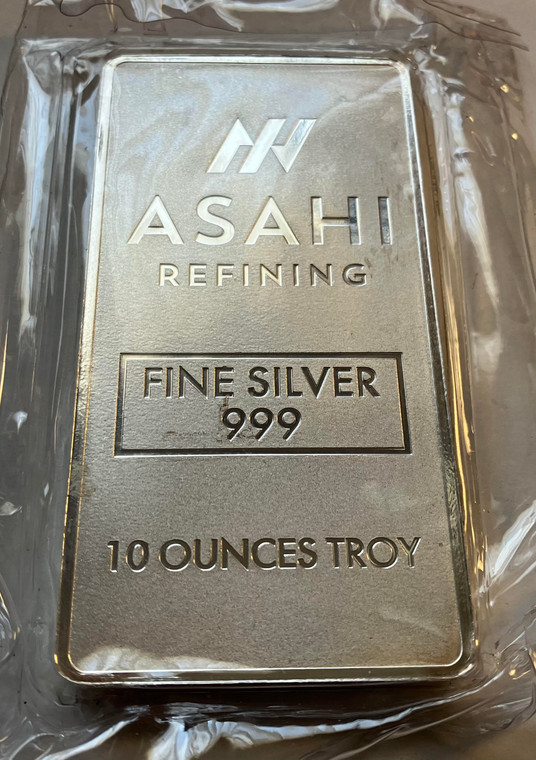 ASAHI
REFINING
FINE SILVER
999
10 OUNCES TROY